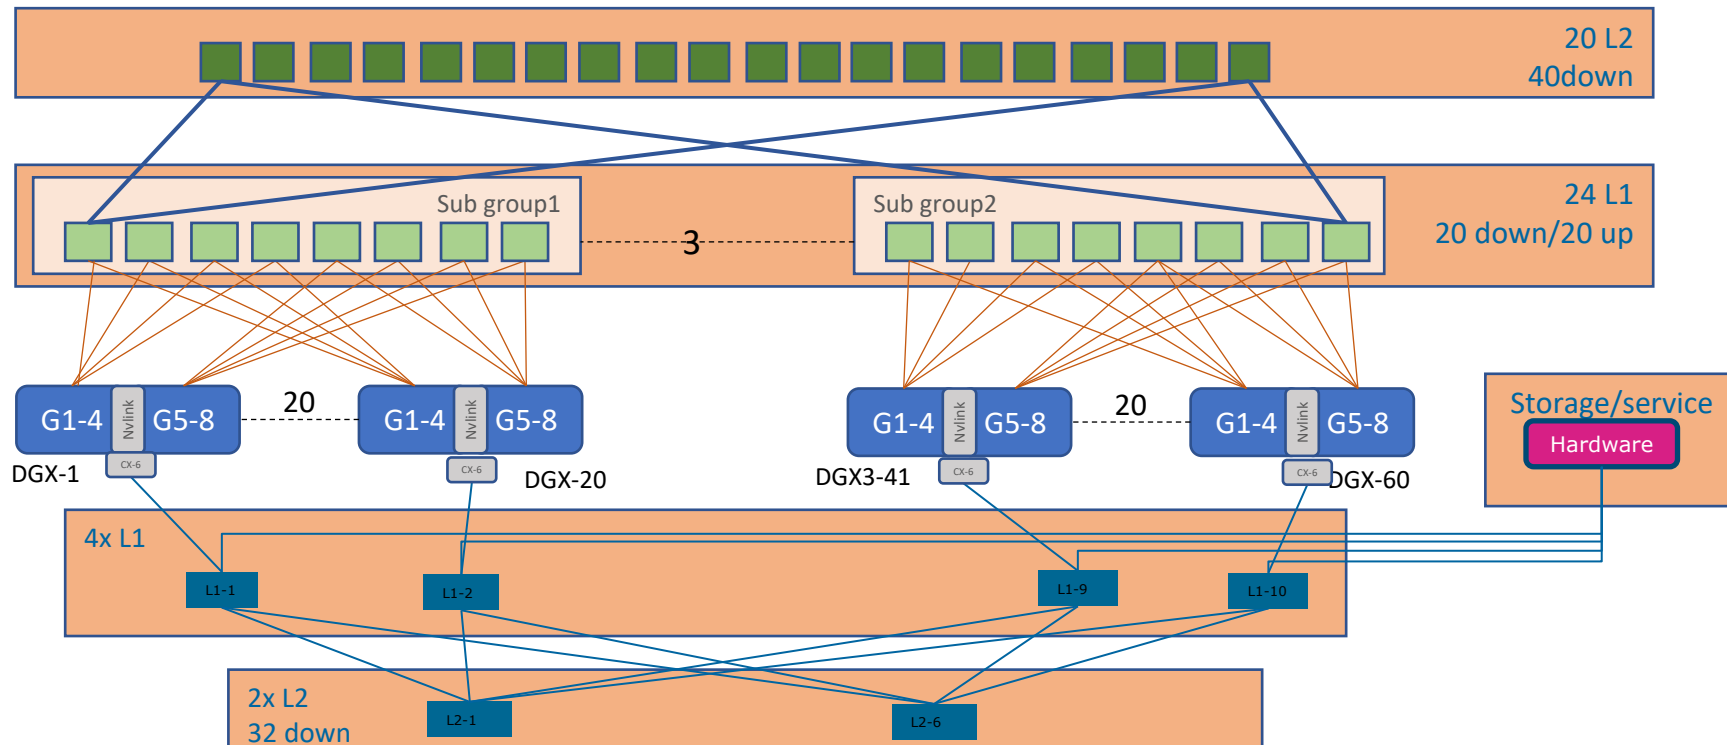 20 L2
40down
Sub group1
Sub group2
24 L1
20 down/20 up
3
G1-4
Nvlink
G5-8
20
G1-4
Nvlink
G5-8
G1-4
Nvlink
G5-8
20
G1-4
Nvlink
G5-8
Storage/service
Hardware
DGX-1
CX-6
CX-6
DGX-20
DGX3-41
CX-6
CX-6
DGX-60
4x L1
L1-1
L1-2
L1-9
L1-10
2x L2
32 down
L2-1
L2-6